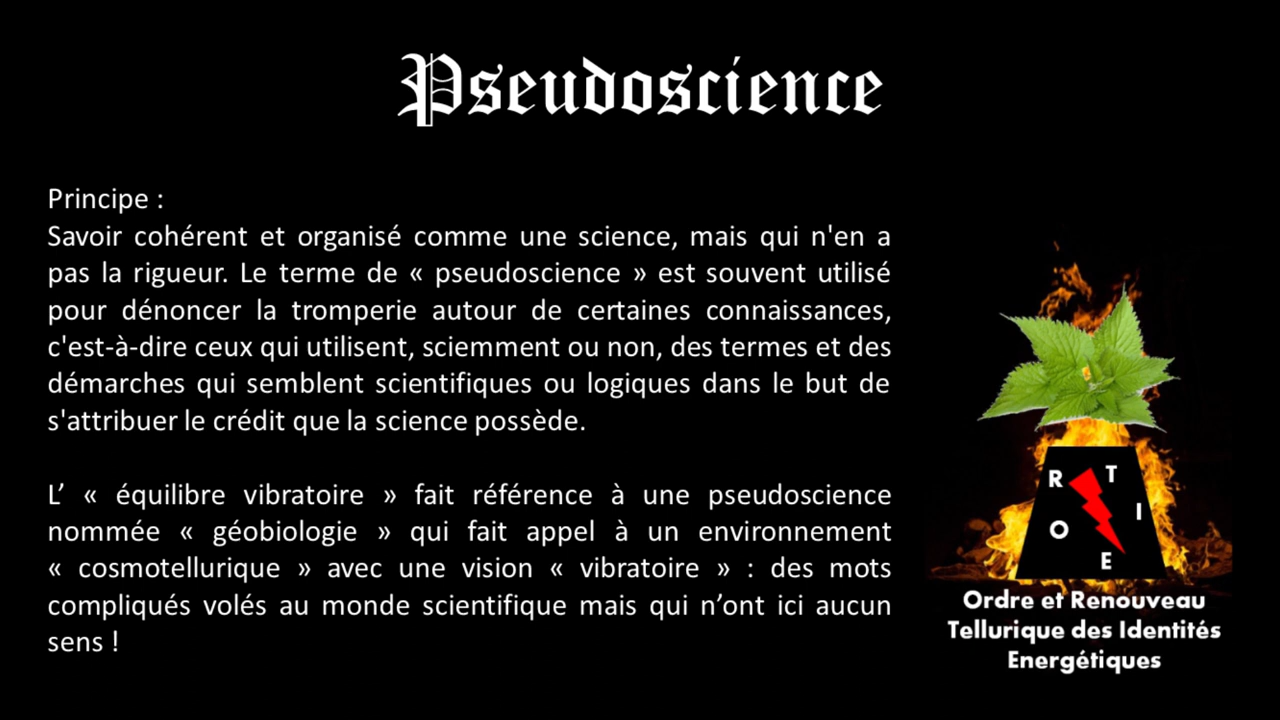 Pseudoscience
Principe :
Savoir cohérent et organisé comme une science, mais qui n'en a
pas la rigueur. Le terme de « pseudoscience » est souvent utilisé
pour dénoncer la tromperie autour de certaines connaissances,
c'est-à-dire ceux qui utilisent, sciemment ou non, des termes et des
démarches qui semblent scientifiques ou logiques dans le but de
s'attribuer le crédit que la science possède.
L’ « équilibre vibratoire » fait référence à une pseudoscience
nommée « géobiologie » qui fait appel à un environnement
« cosmotellurique » avec une vision « vibratoire » : des mots
compliqués volés au monde scientifique mais qui n’ont ici aucun
sens !
R T
O I
E
Ordre et Renouveau
Tellurique des Identités
Energétiques